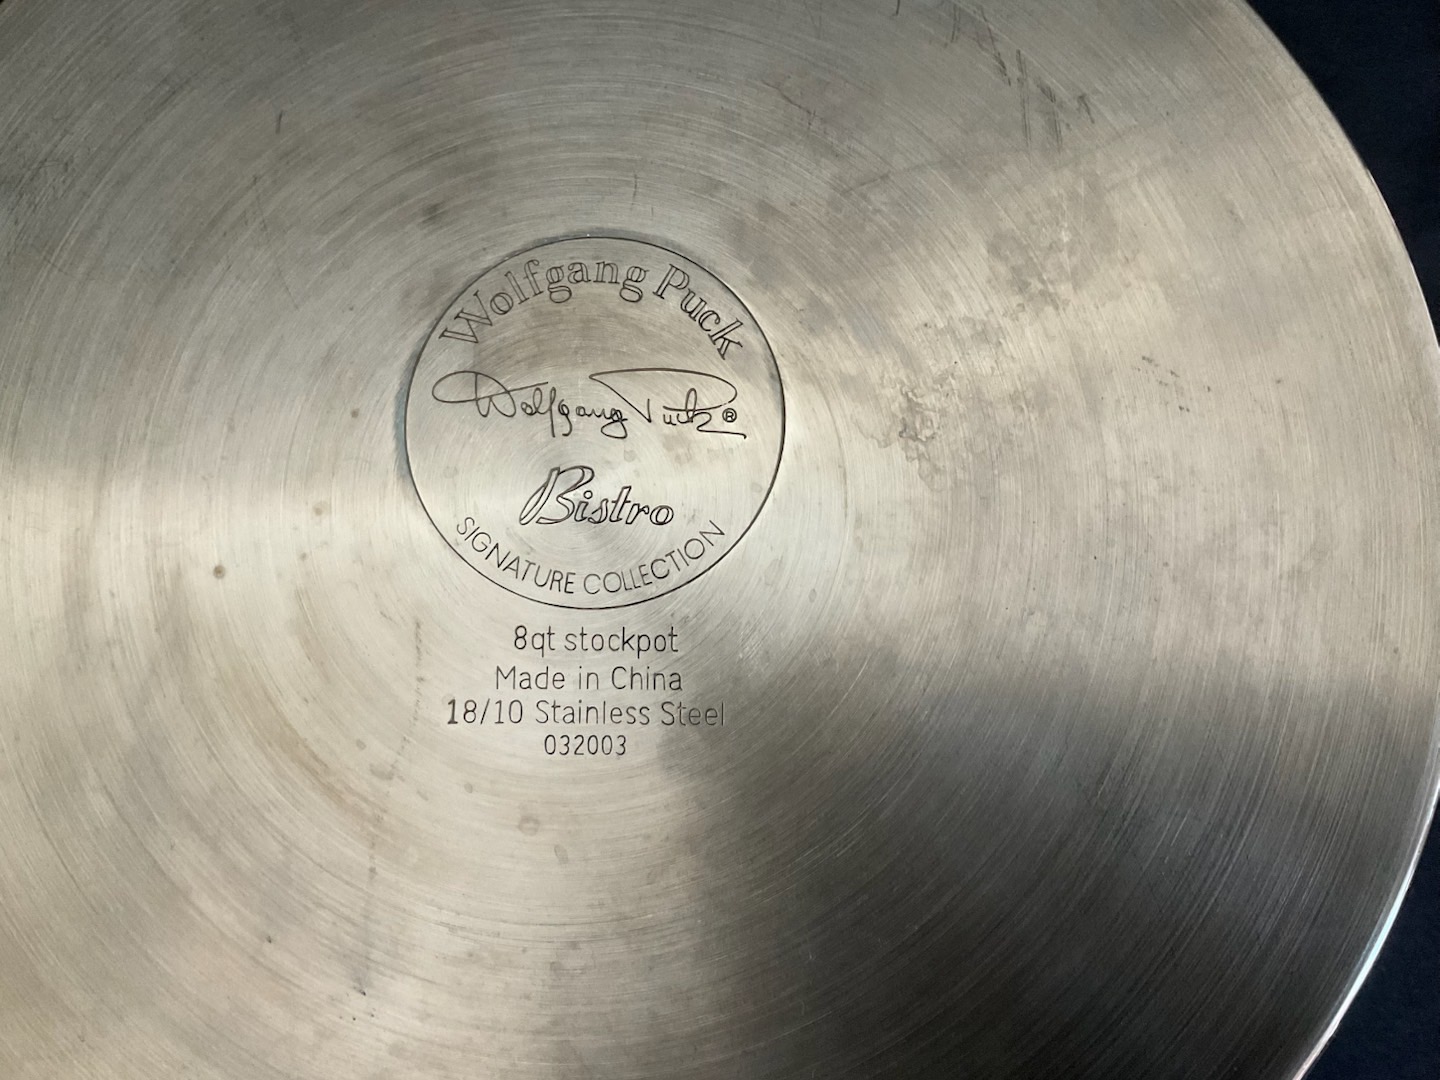 Wolfgang Puck
Wolfgang Puck®
Bistro
SIGNATURE COLLECTION
8qt stockpot
Made in China
18/10 Stainless Steel
032003